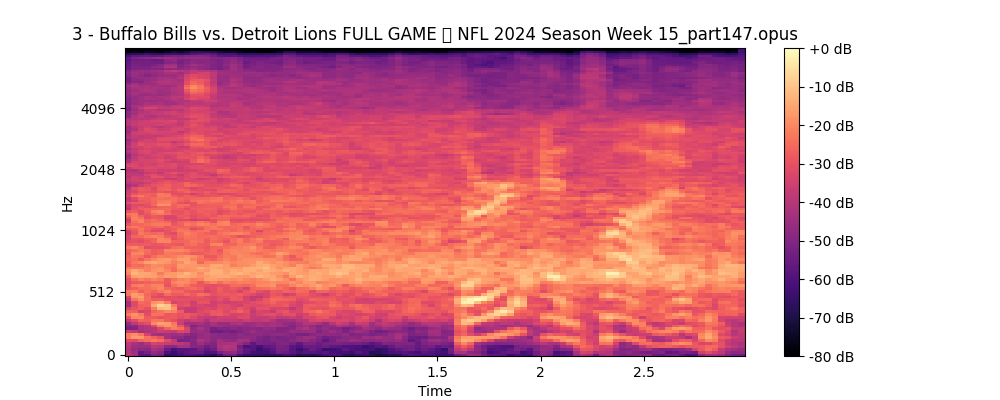 3 - Buffalo Bills vs. Detroit Lions FULL GAME ▯ NFL 2024 Season Week 15_part147.opus
Hz
4096
2048
1024
512
0
0
0.5
1
1.5
2
2.5
Time
+0 dB
-10 dB
-20 dB
-30 dB
-40 dB
-50 dB
-60 dB
-70 dB
-80 dB